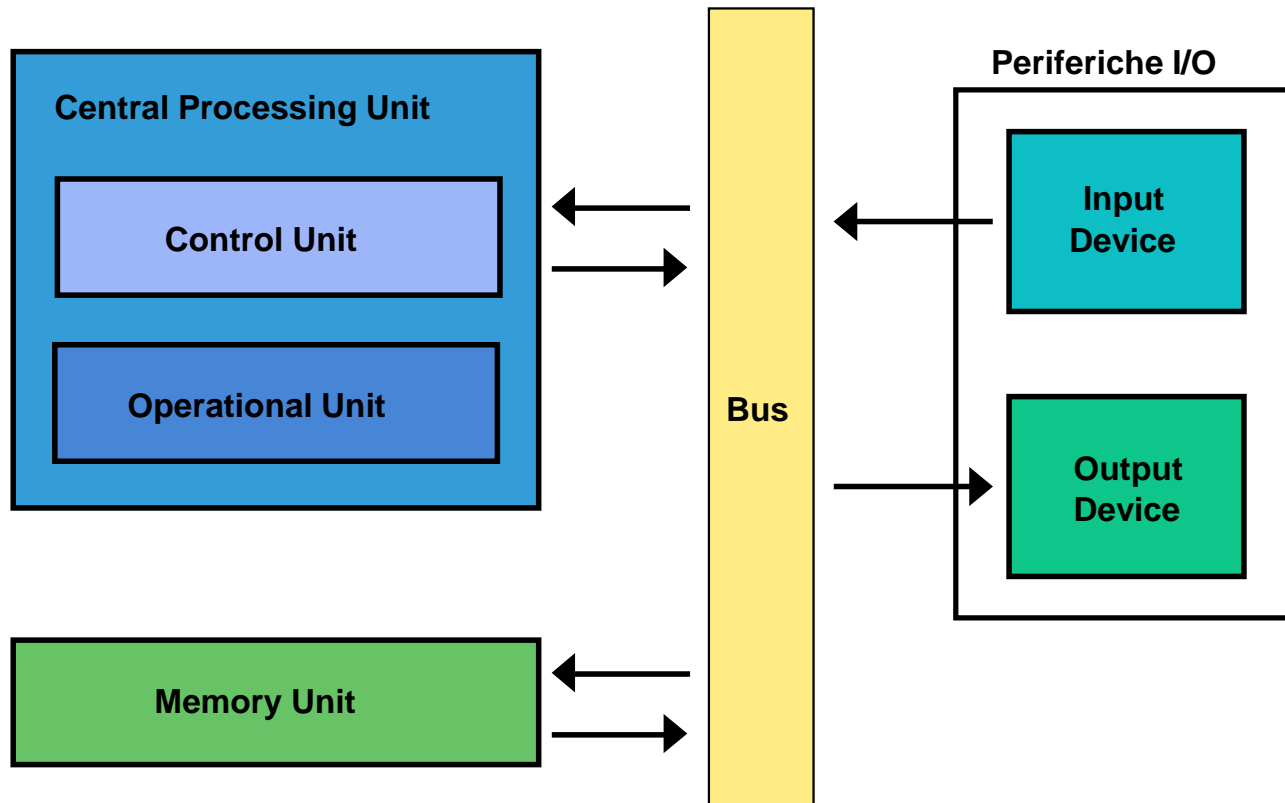 Central Processing Unit
Control Unit
Operational Unit
Memory Unit
Bus
Periferiche I/O
Input
Device
Output
Device